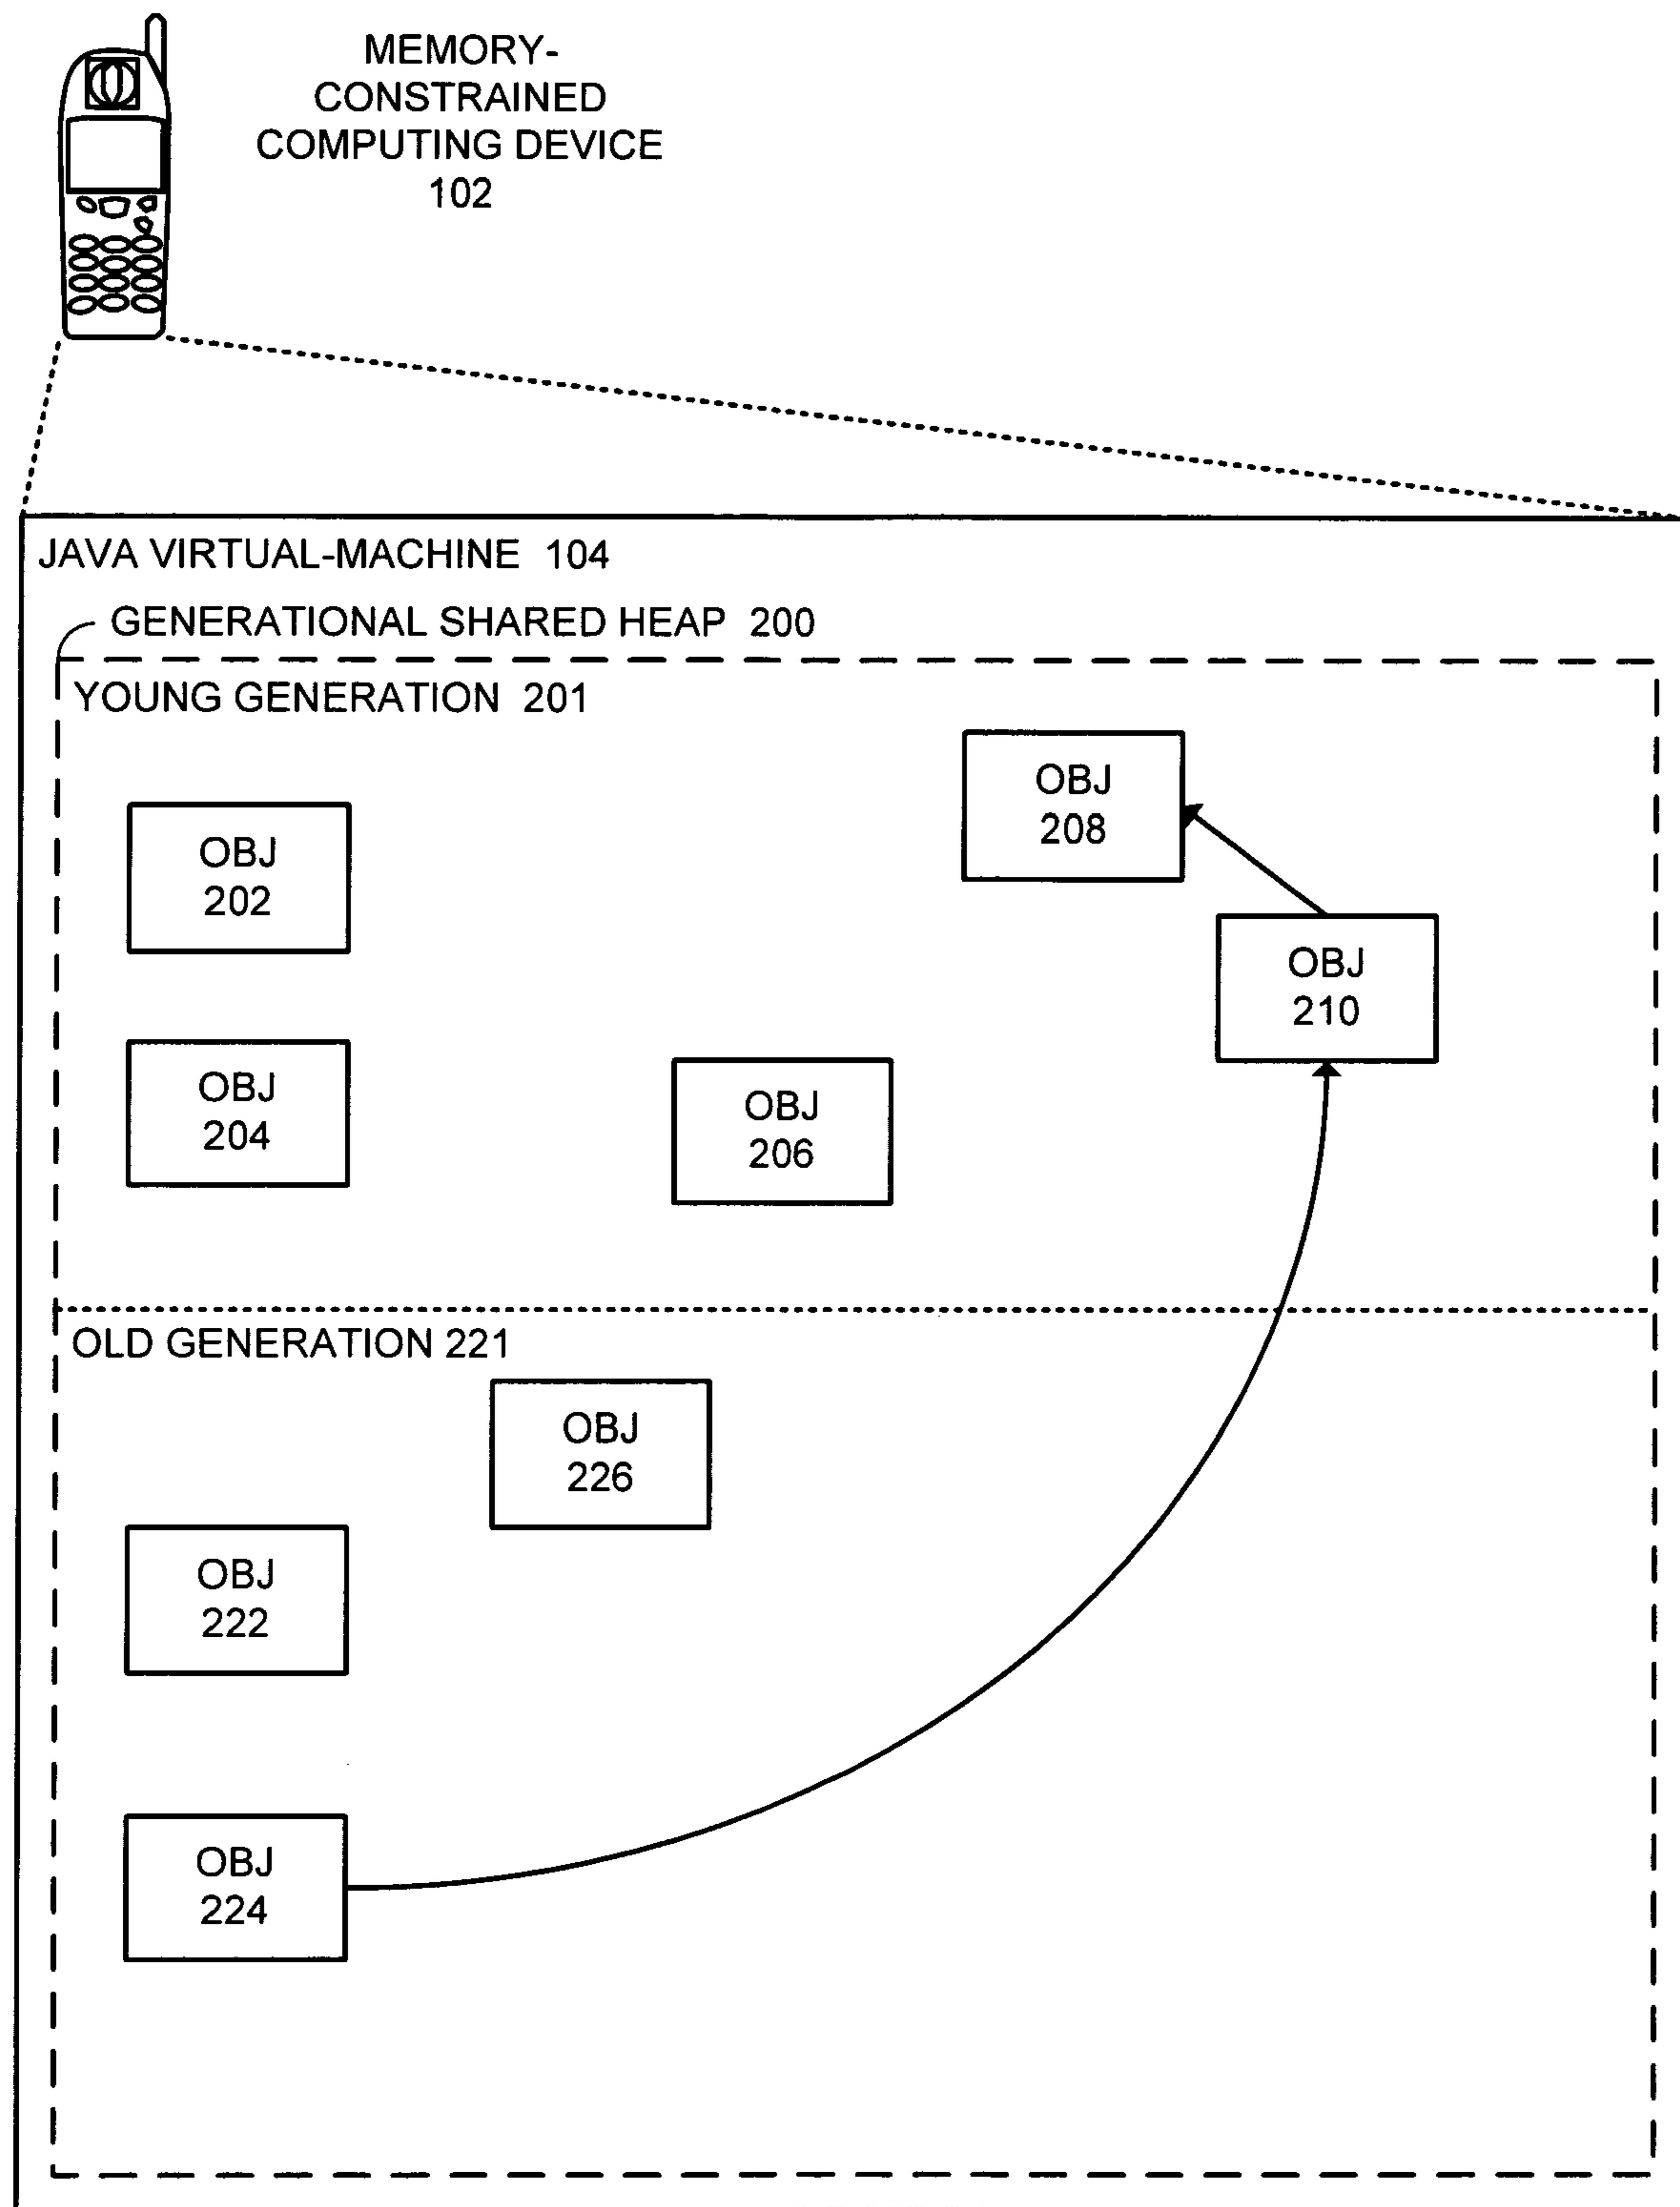 MEMORY-
CONSTRAINED
COMPUTING DEVICE
102
JAVA VIRTUAL-MACHINE 104
GENERATIONAL SHARED HEAP 200
YOUNG GENERATION 201
OBJ
208
OBJ
202
OBJ
210
OBJ
204
OBJ
206
OLD GENERATION 221
OBJ
226
OBJ
222
OBJ
224